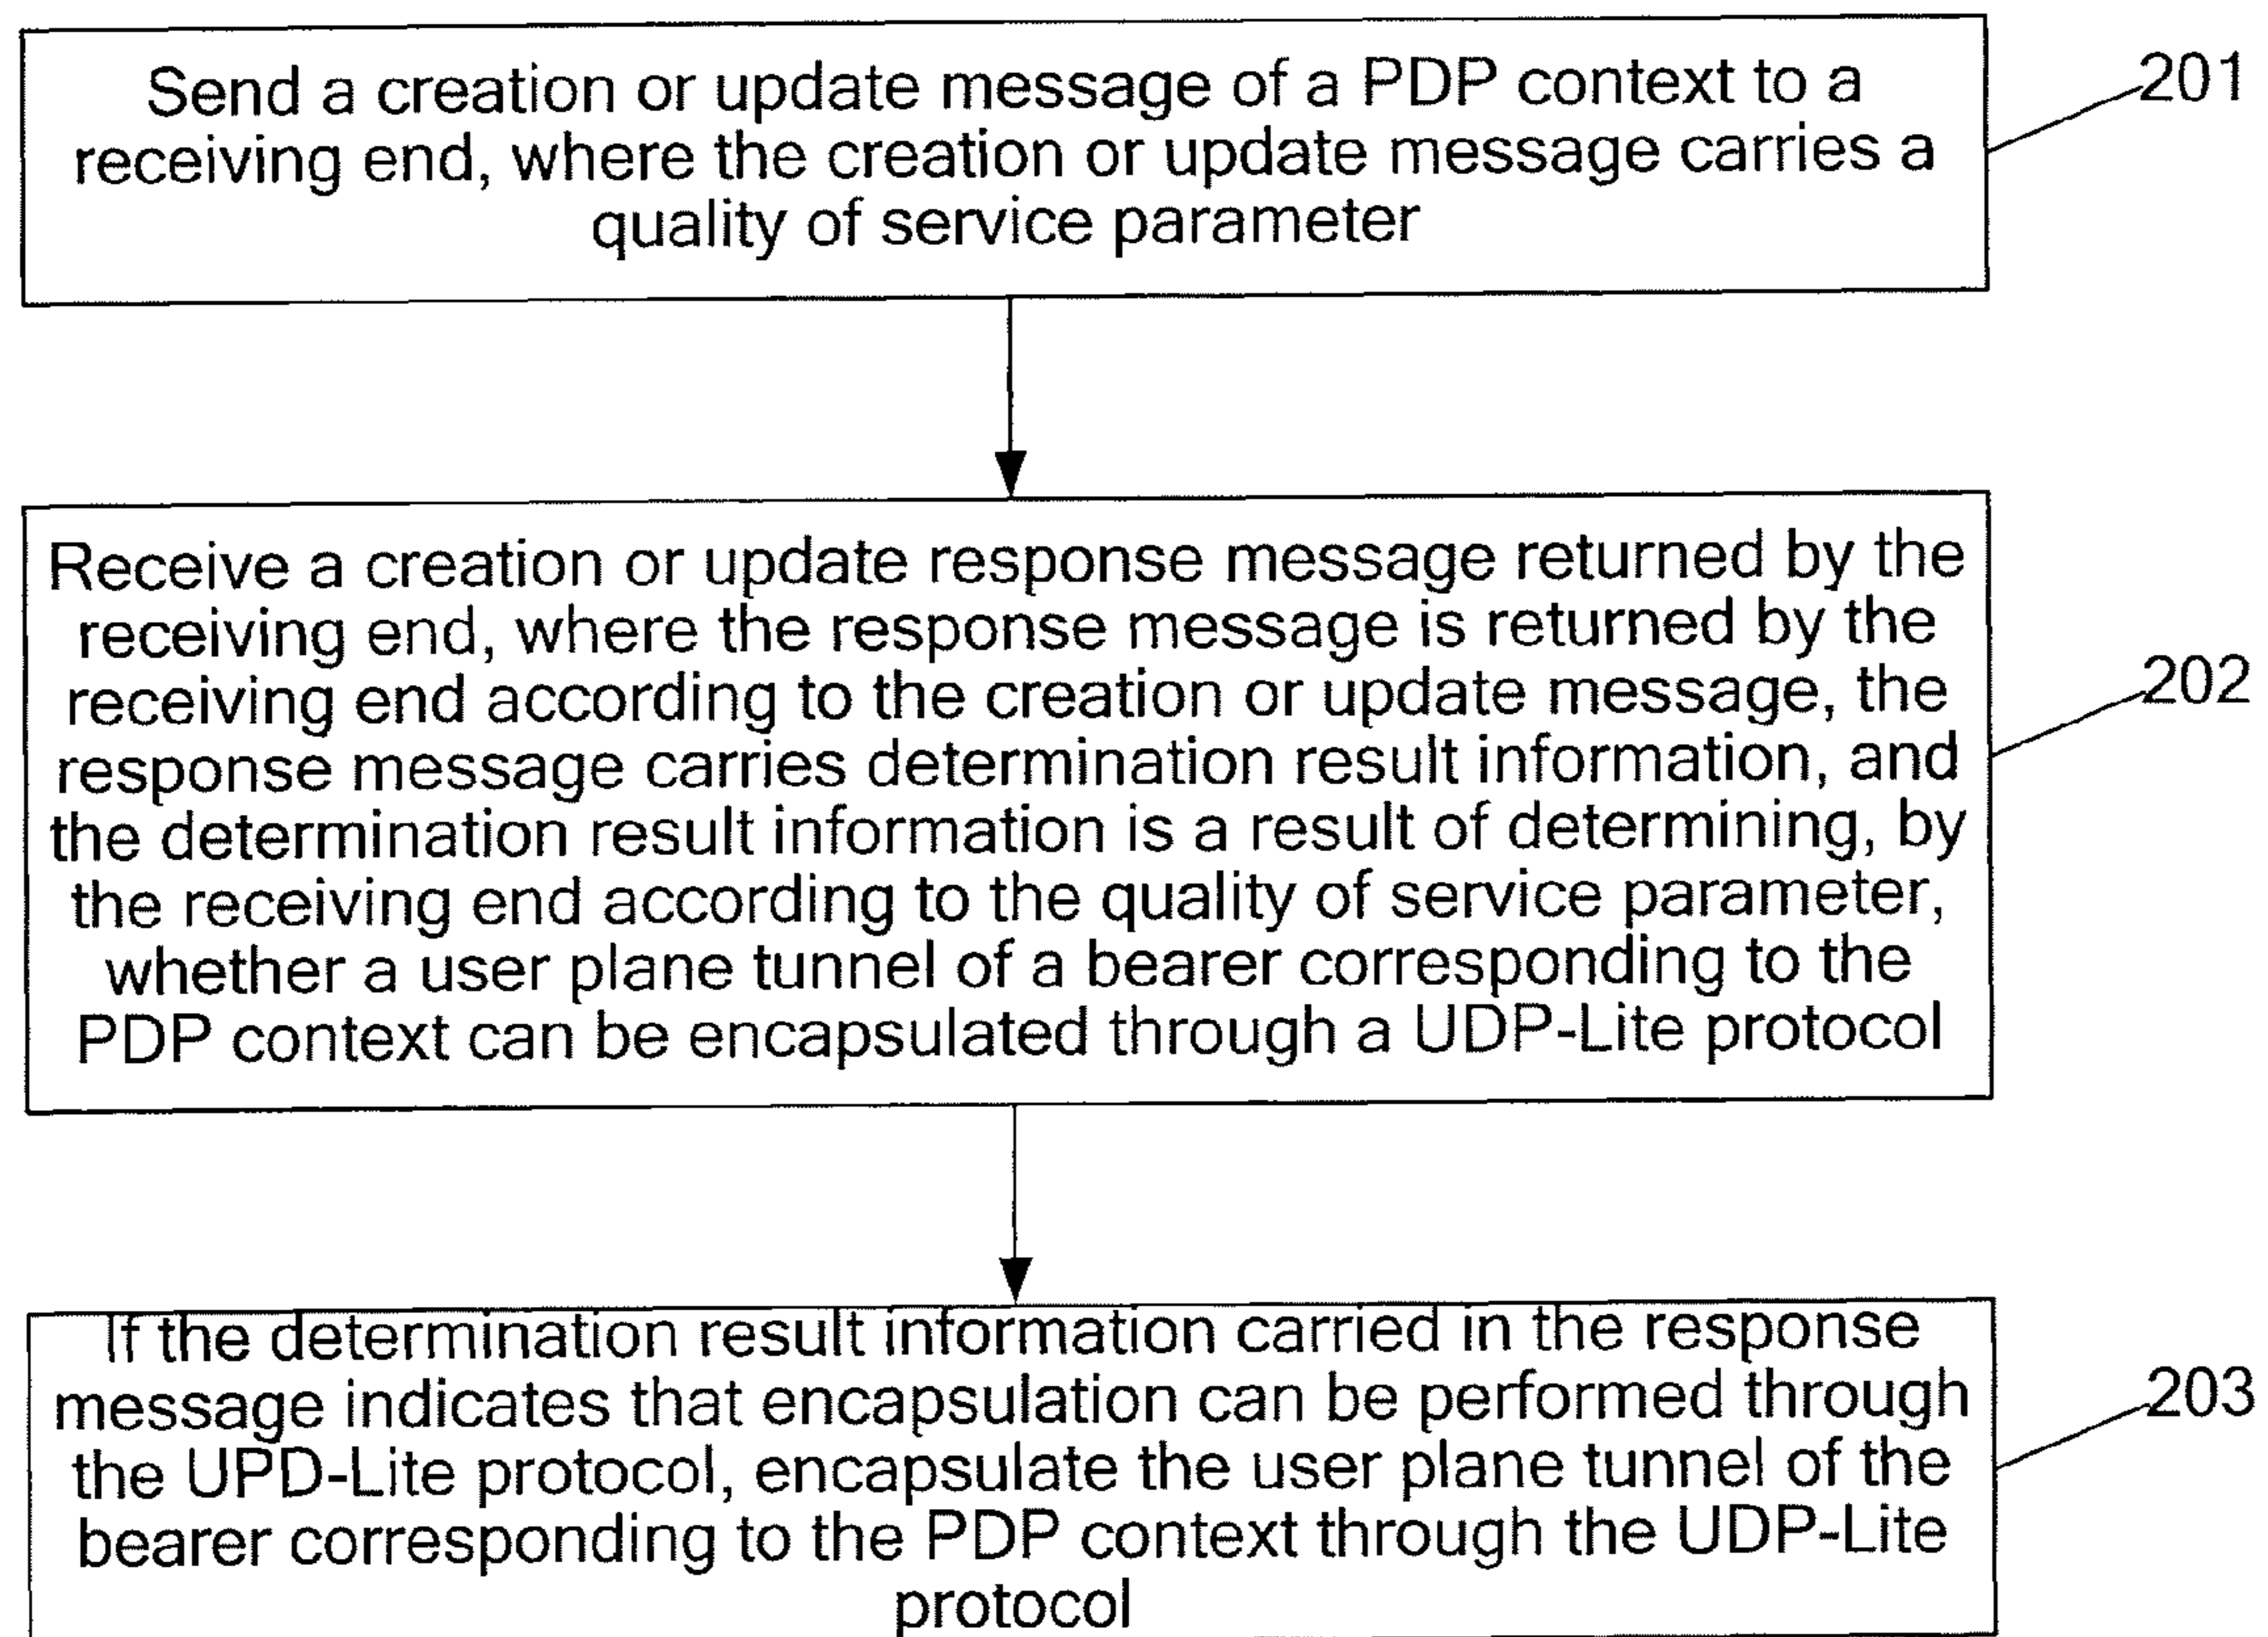 Send a creation or update message of a PDP context to a
receiving end, where the creation or update message carries a
quality of service parameter
201
Receive a creation or update response message returned by the
receiving end, where the response message is returned by the
receiving end according to the creation or update message, the
response message carries determination result information, and
the determination result information is a result of determining, by
the receiving end according to the quality of service parameter,
whether a user plane tunnel of a bearer corresponding to the
PDP context can be encapsulated through a UDP-Lite protocol
202
If the determination result information carried in the response
message indicates that encapsulation can be performed through
the UPD-Lite protocol, encapsulate the user plane tunnel of the
bearer corresponding to the PDP context through the UDP-Lite
protocol
203